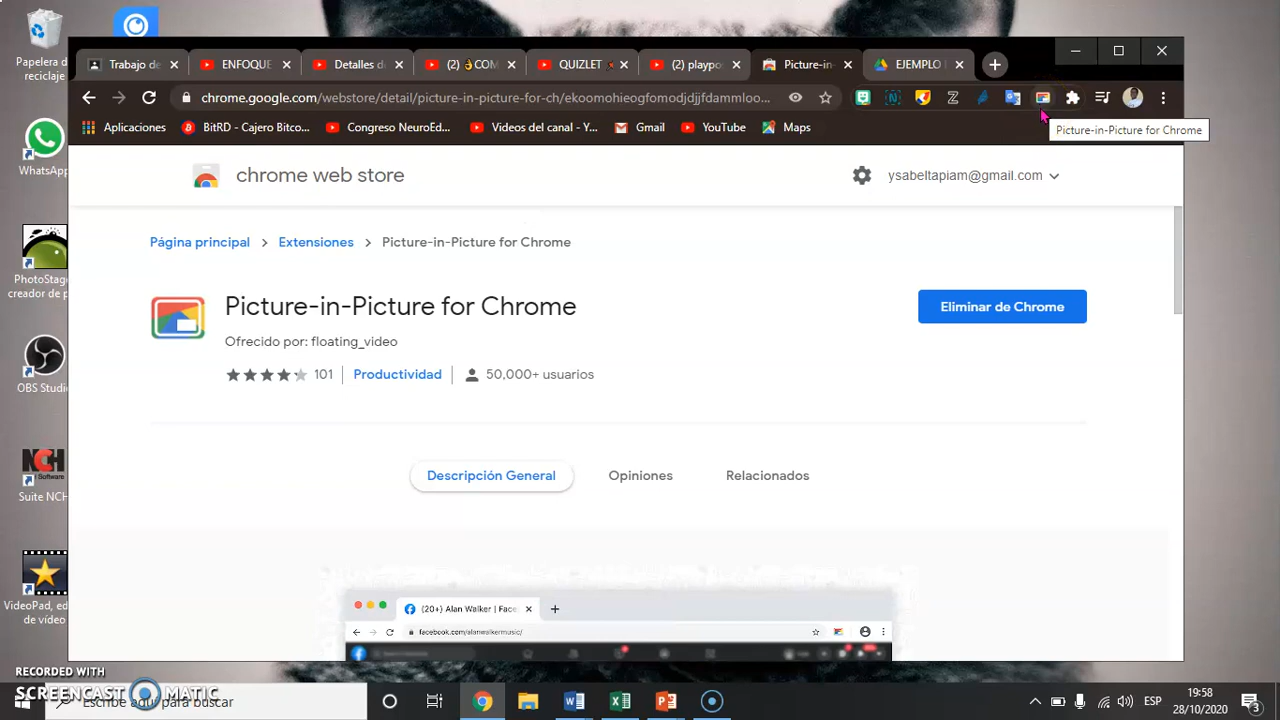 Papelera de
reciclaje
WhatsApp
PhotoStage
creador de p
OBS Studio
NCH
Software
Suite NCH
VideoPad, ed
de vídeo
Trabajo de
ENFOQUE
Detalles d
(2)
COM
QUIZLET
(2) playpo
Picture-in-
EJEMPLO
chrome.google.com/webstore/detail/picture-in-picture-for-ch/ekoomohieogfomodjdjjfdammloo...
Aplicaciones
BitRD - Cajero Bitco...
Congreso NeuroEd...
Videos del canal - Y...
Gmail
YouTube
Maps
Picture-in-Picture for Chrome
chrome web store
ysabeltapiam@gmail.com
Página principal > Extensiones > Picture-in-Picture for Chrome
Picture-in-Picture for Chrome
Eliminar de Chrome
Ofrecido por: floating_video
101
Productividad
50,000+ usuarios
Descripción General
Opiniones
Relacionados
(20+) Alan Walker | Face
facebook.com/alanwalkermusic/
RECORDED WITH
SCREENCAST MATIC
Escribe aquí para buscar
ESP
19:58
28/10/2020
3